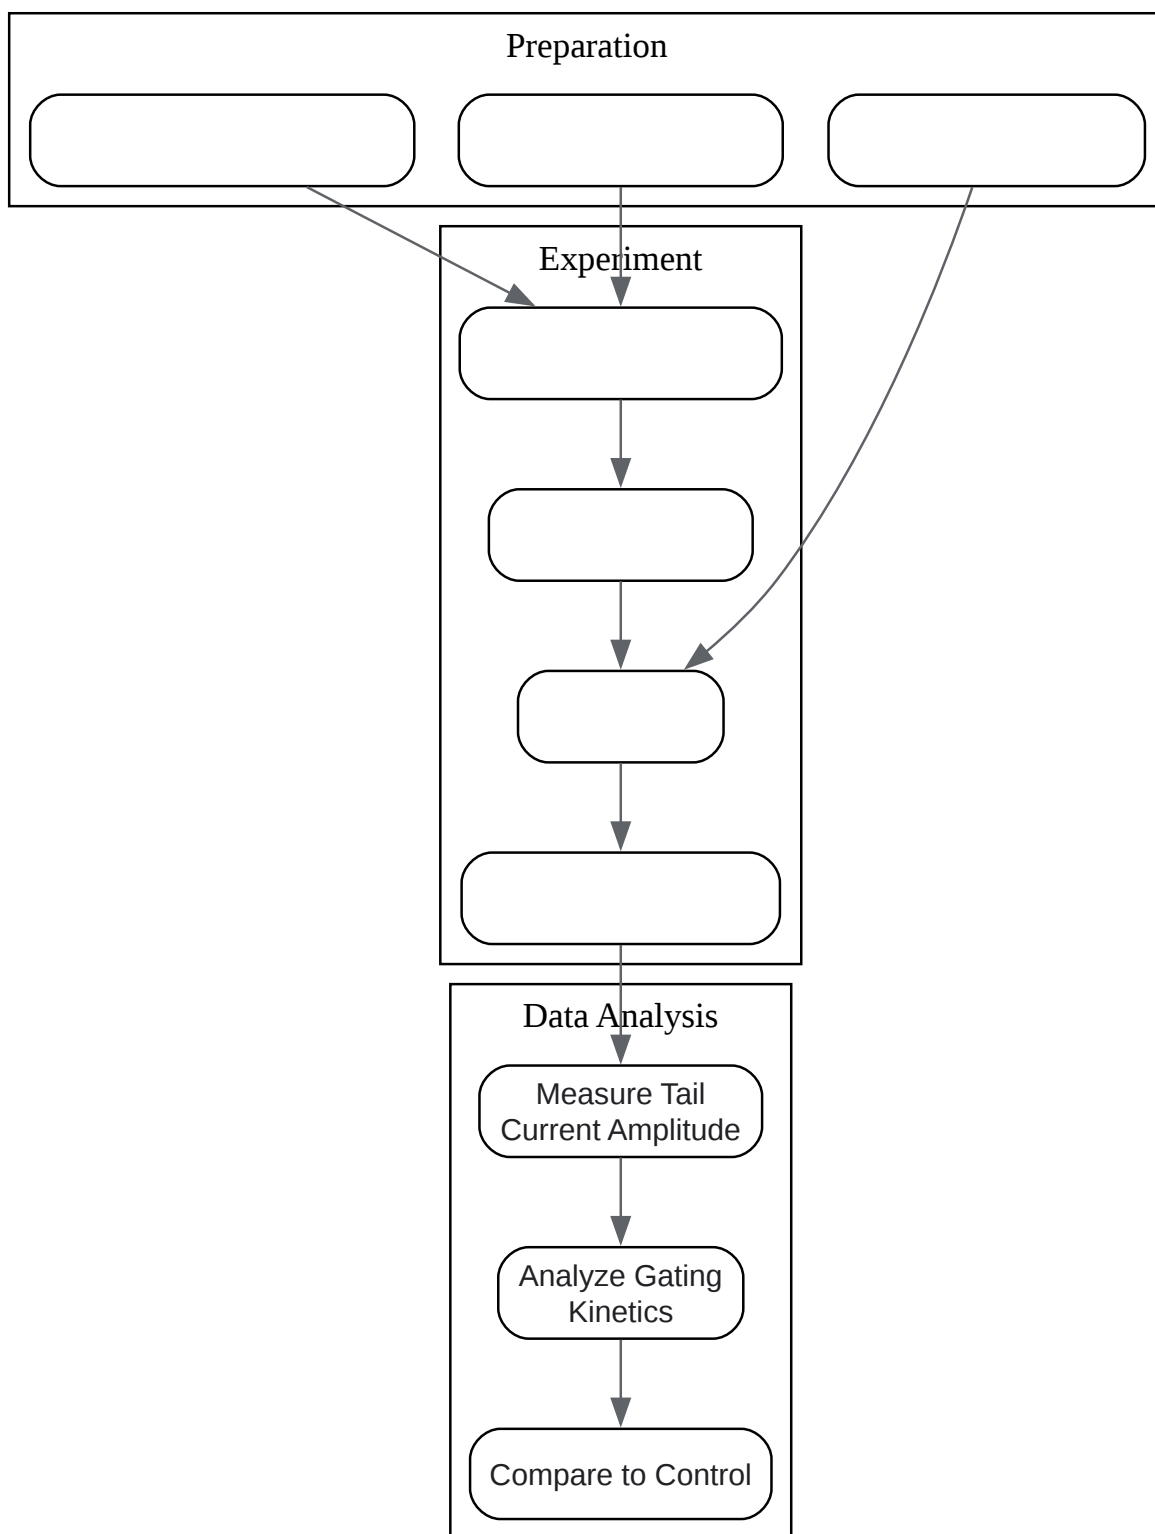 Preparation
Experiment
Data Analysis
Measure Tail
Current Amplitude
Analyze Gating
Kinetics
Compare to Control